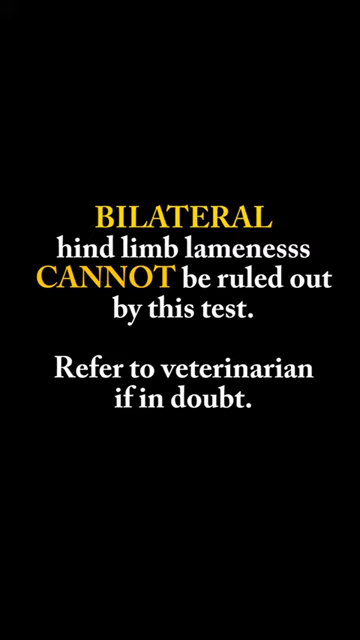 BILATERAL
hind limb lamenesss
CANNOT be ruled out
by this test.
Refer to veterinarian
if in doubt.